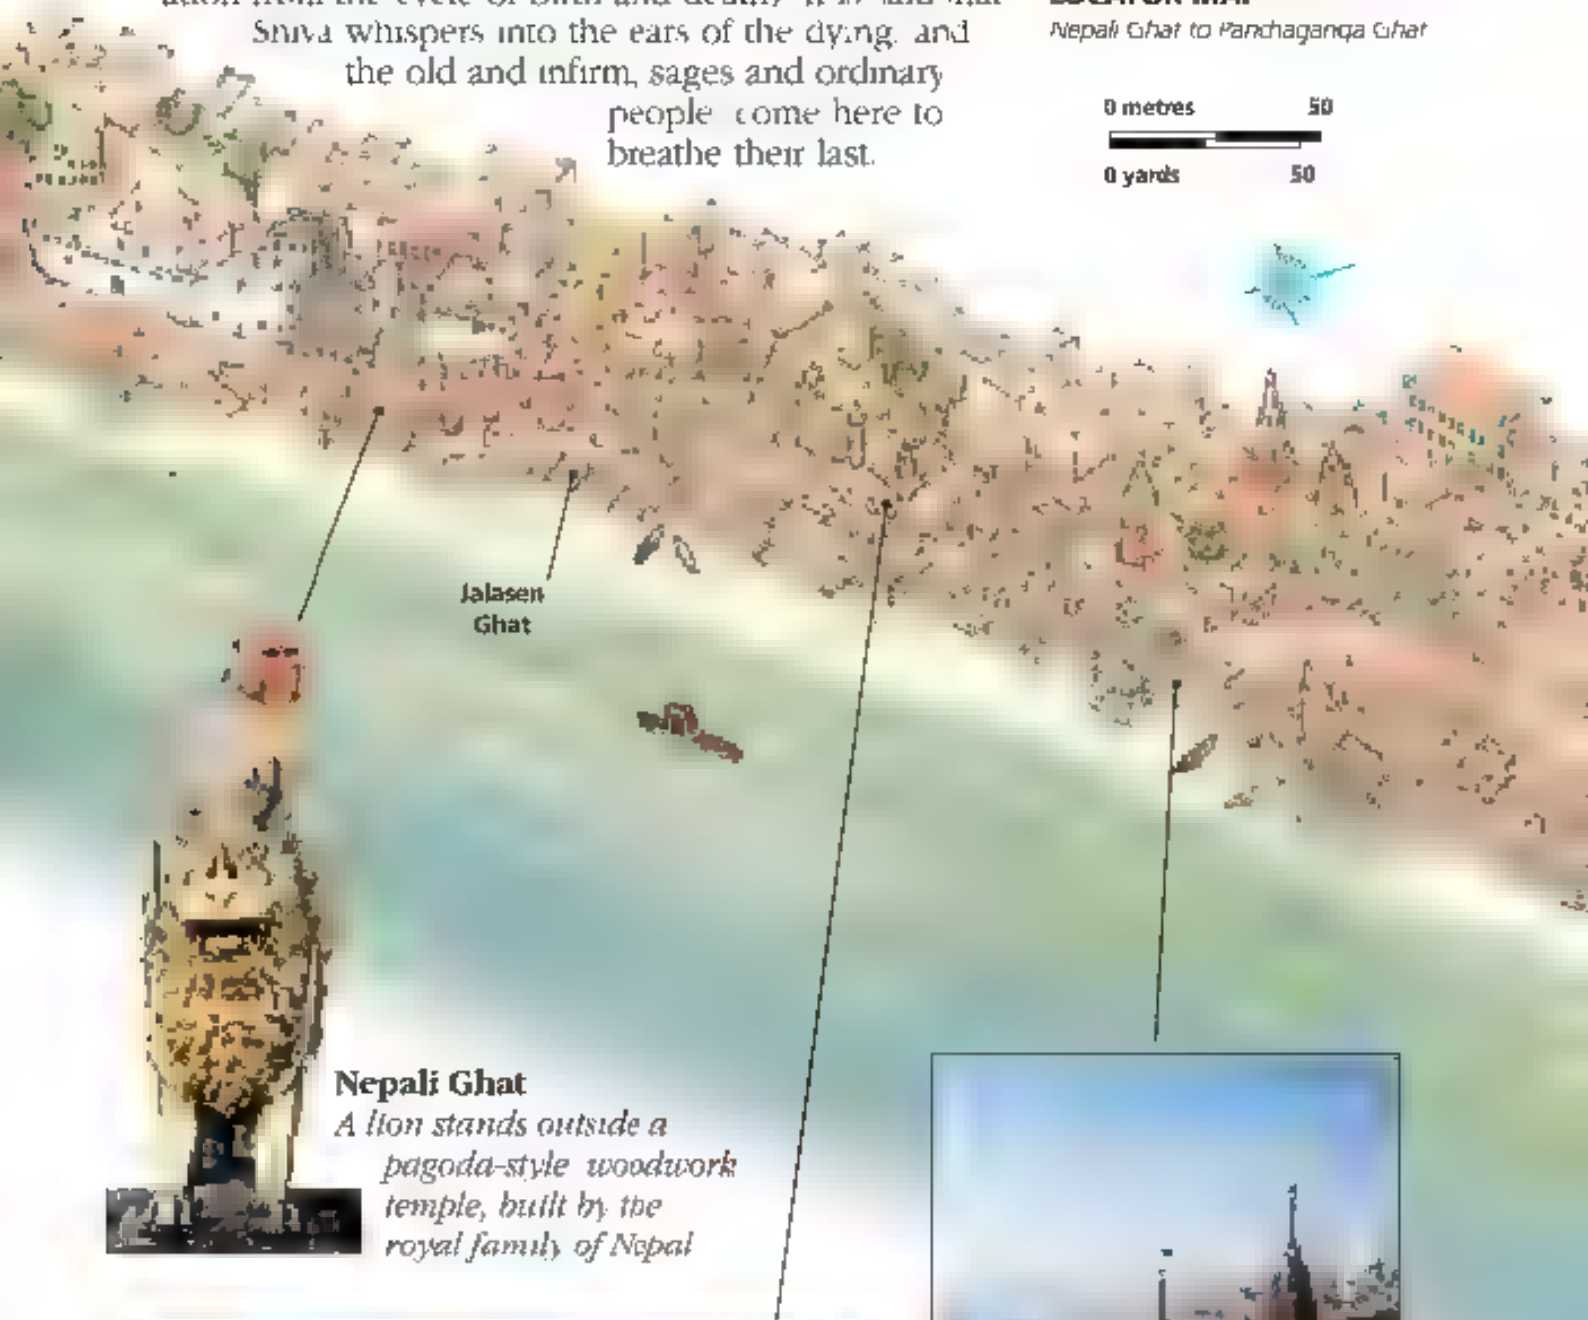 Shiva whispers into the ears of the dying, and
the old and infirm, sages and ordinary
people come here to
breathe their last.
LOCATOR MAP
Nepali Ghat to Panchaganga Ghat
0 metres 50
0 yards 50
Jalasen
Ghat
Nepali Ghat
A lion stands outside a
pagoda-style woodwork
temple, built by the
royal family of Nepal